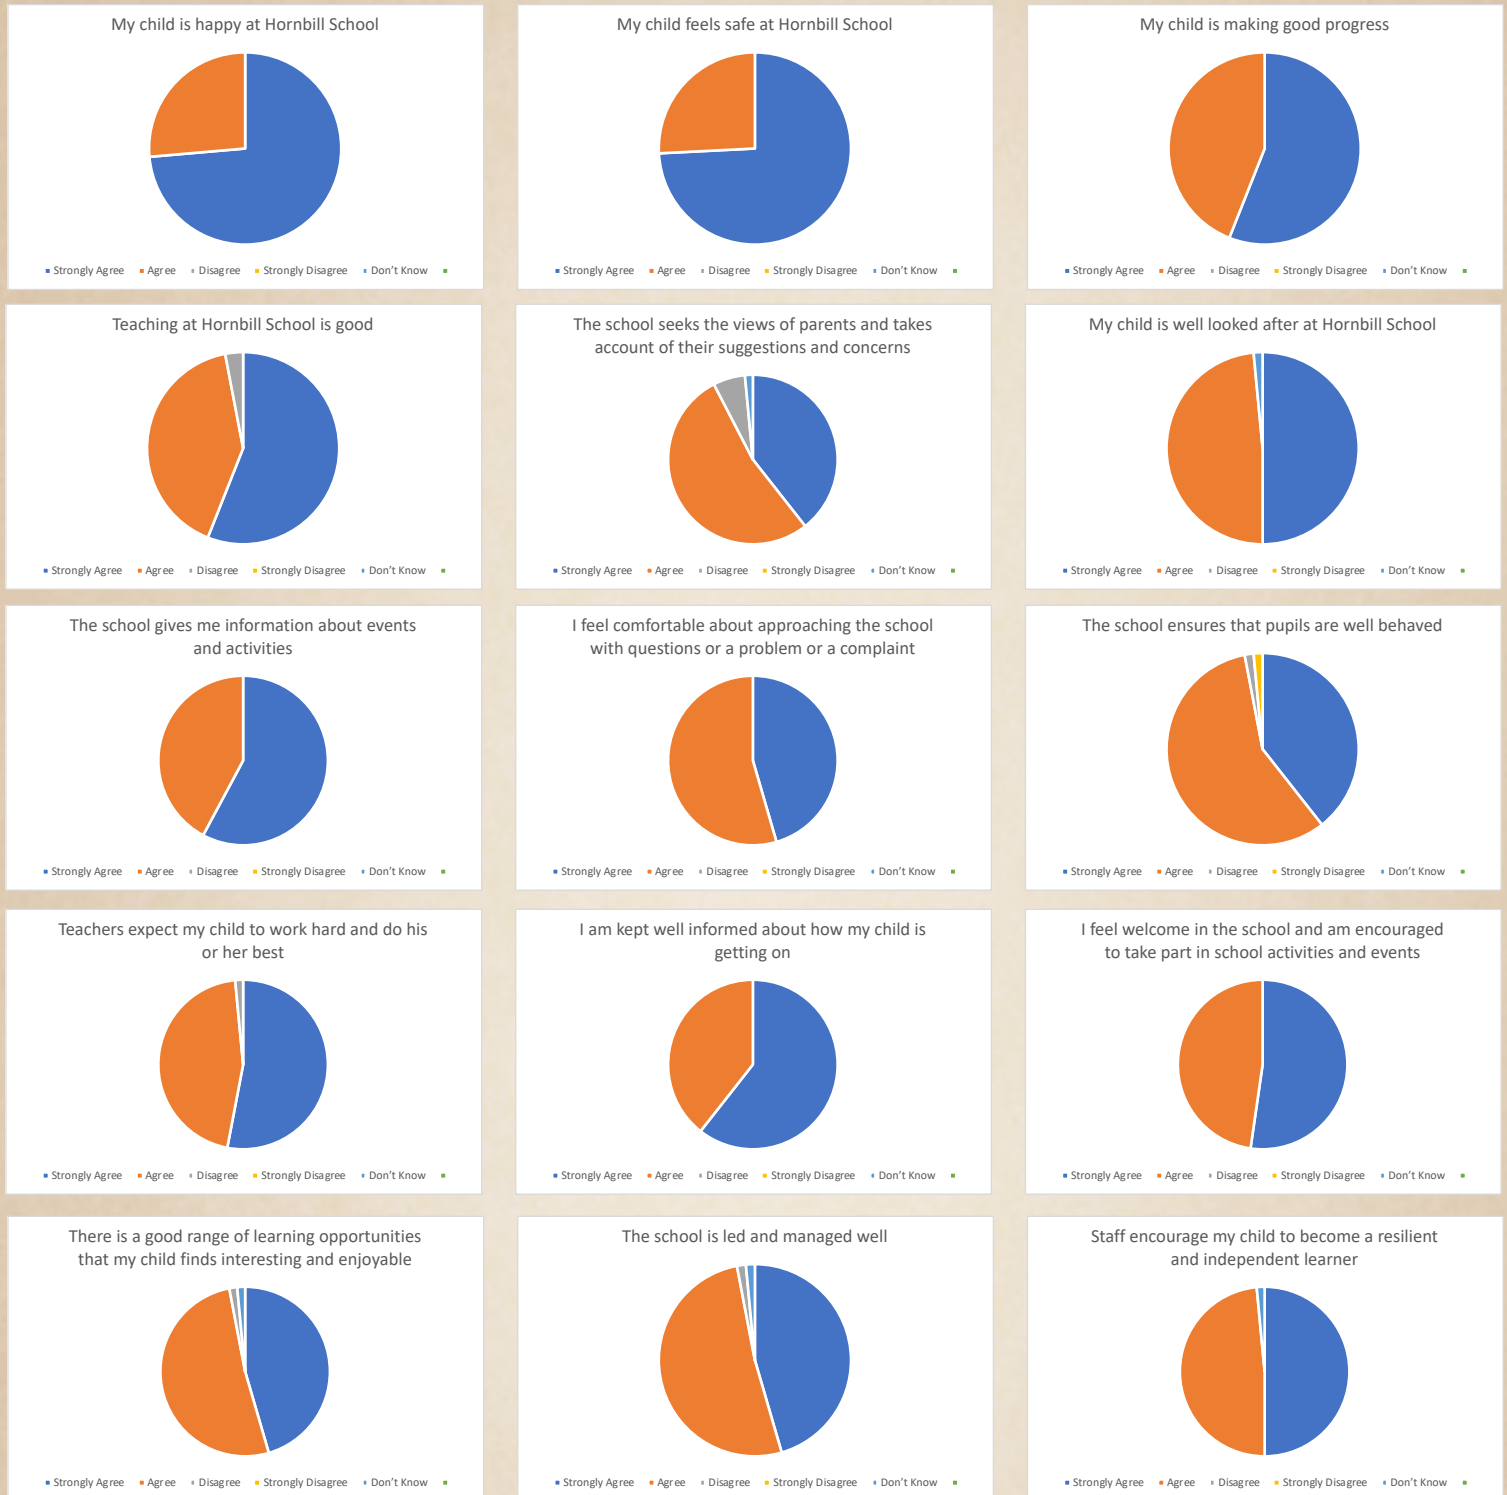 My child is happy at Hornbill School
Strongly Agree Agree Disagree Strongly Disagree Don't Know
My child feels safe at Hornbill School
Strongly Agree Agree Disagree Strongly Disagree Don't Know
My child is making good progress
Strongly Agree Agree Disagree Strongly Disagree Don't Know
Teaching at Hornbill School is good
Strongly Agree Agree Disagree Strongly Disagree Don't Know
The school seeks the views of parents and takes
account of their suggestions and concerns
Strongly Agree Agree Disagree Strongly Disagree Don't Know
My child is well looked after at Hornbill School
Strongly Agree Agree Disagree Strongly Disagree Don't Know
The school gives me information about events
and activities
Strongly Agree Agree Disagree Strongly Disagree Don't Know
I feel comfortable about approaching the school
with questions or a problem or a complaint
Strongly Agree Agree Disagree Strongly Disagree Don't Know
The school ensures that pupils are well behaved
Strongly Agree Agree Disagree Strongly Disagree Don't Know
Teachers expect my child to work hard and do his
or her best
Strongly Agree Agree Disagree Strongly Disagree Don't Know
I am kept well informed about how my child is
getting on
Strongly Agree Agree Disagree Strongly Disagree Don't Know
I feel welcome in the school and am encouraged
to take part in school activities and events
Strongly Agree Agree Disagree Strongly Disagree Don't Know
There is a good range of learning opportunities
that my child finds interesting and enjoyable
Strongly Agree Agree Disagree Strongly Disagree Don't Know
The school is led and managed well
Strongly Agree Agree Disagree Strongly Disagree Don't Know
Staff encourage my child to become a resilient
and independent learner
Strongly Agree Agree Disagree Strongly Disagree Don't Know